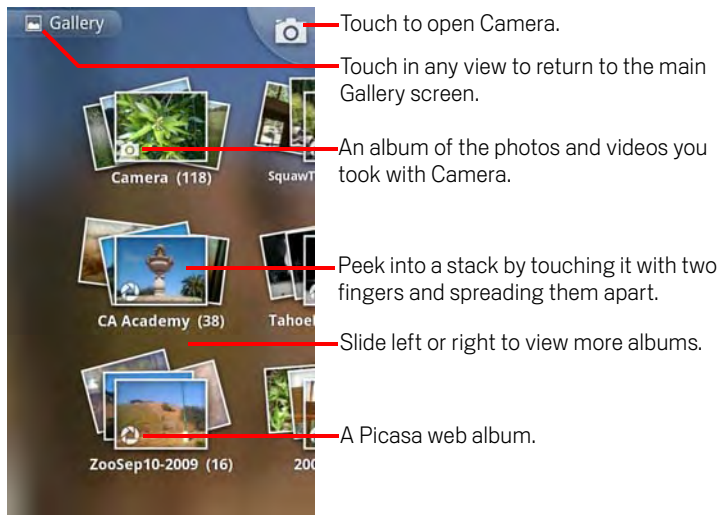 Gallery
Touch to open Camera.
Touch in any view to return to the main
Gallery screen.
An album of the photos and videos you
took with Camera.
Camera (118)
SquawT
Peek into a stack by touching it with two
fingers and spreading them apart.
CA Academy (38)
Tahoe
Slide left or right to view more albums.
A Picasa web album.
ZooSep10-2009 (16)
200